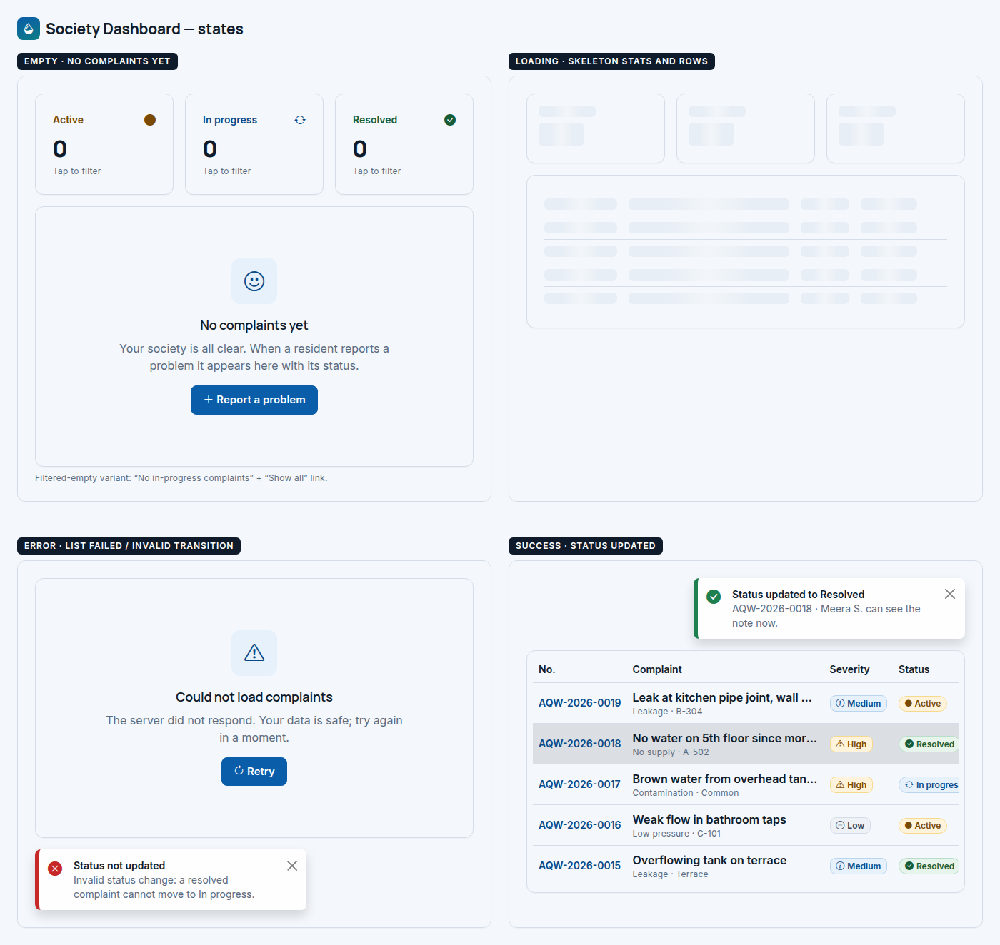 Society Dashboard – states
EMPTY · NO COMPLAINTS YET
Active
0
Tap to filter
In progress
0
Tap to filter
Resolved
0
Tap to filter
No complaints yet
Your society is all clear. When a resident reports a
problem it appears here with its status.
Report a problem
Filtered-empty variant: “No in-progress complaints” + “Show all” link.
LOADING · SKELETON STATS AND ROWS
ERROR · LIST FAILED / INVALID TRANSITION
Could not load complaints
The server did not respond. Your data is safe; try again
in a moment.
Retry
Status not updated
Invalid status change: a resolved
complaint cannot move to In progress.
SUCCESS · STATUS UPDATED
Status updated to Resolved
AQW-2026-0018 · Meera S. can see the
note now.
No. Complaint Severity Status
AQW-2026-0019 Leak at kitchen pipe joint, wall ... Medium Active
Leakage · B-304
AQW-2026-0018 No water on 5th floor since mor... High Resolved
No supply · A-502
AQW-2026-0017 Brown water from overhead tan... High In progres
Contamination · Common
AQW-2026-0016 Weak flow in bathroom taps Low Active
Low pressure · C-101
AQW-2026-0015 Overflowing tank on terrace Medium Resolved
Leakage · Terrace